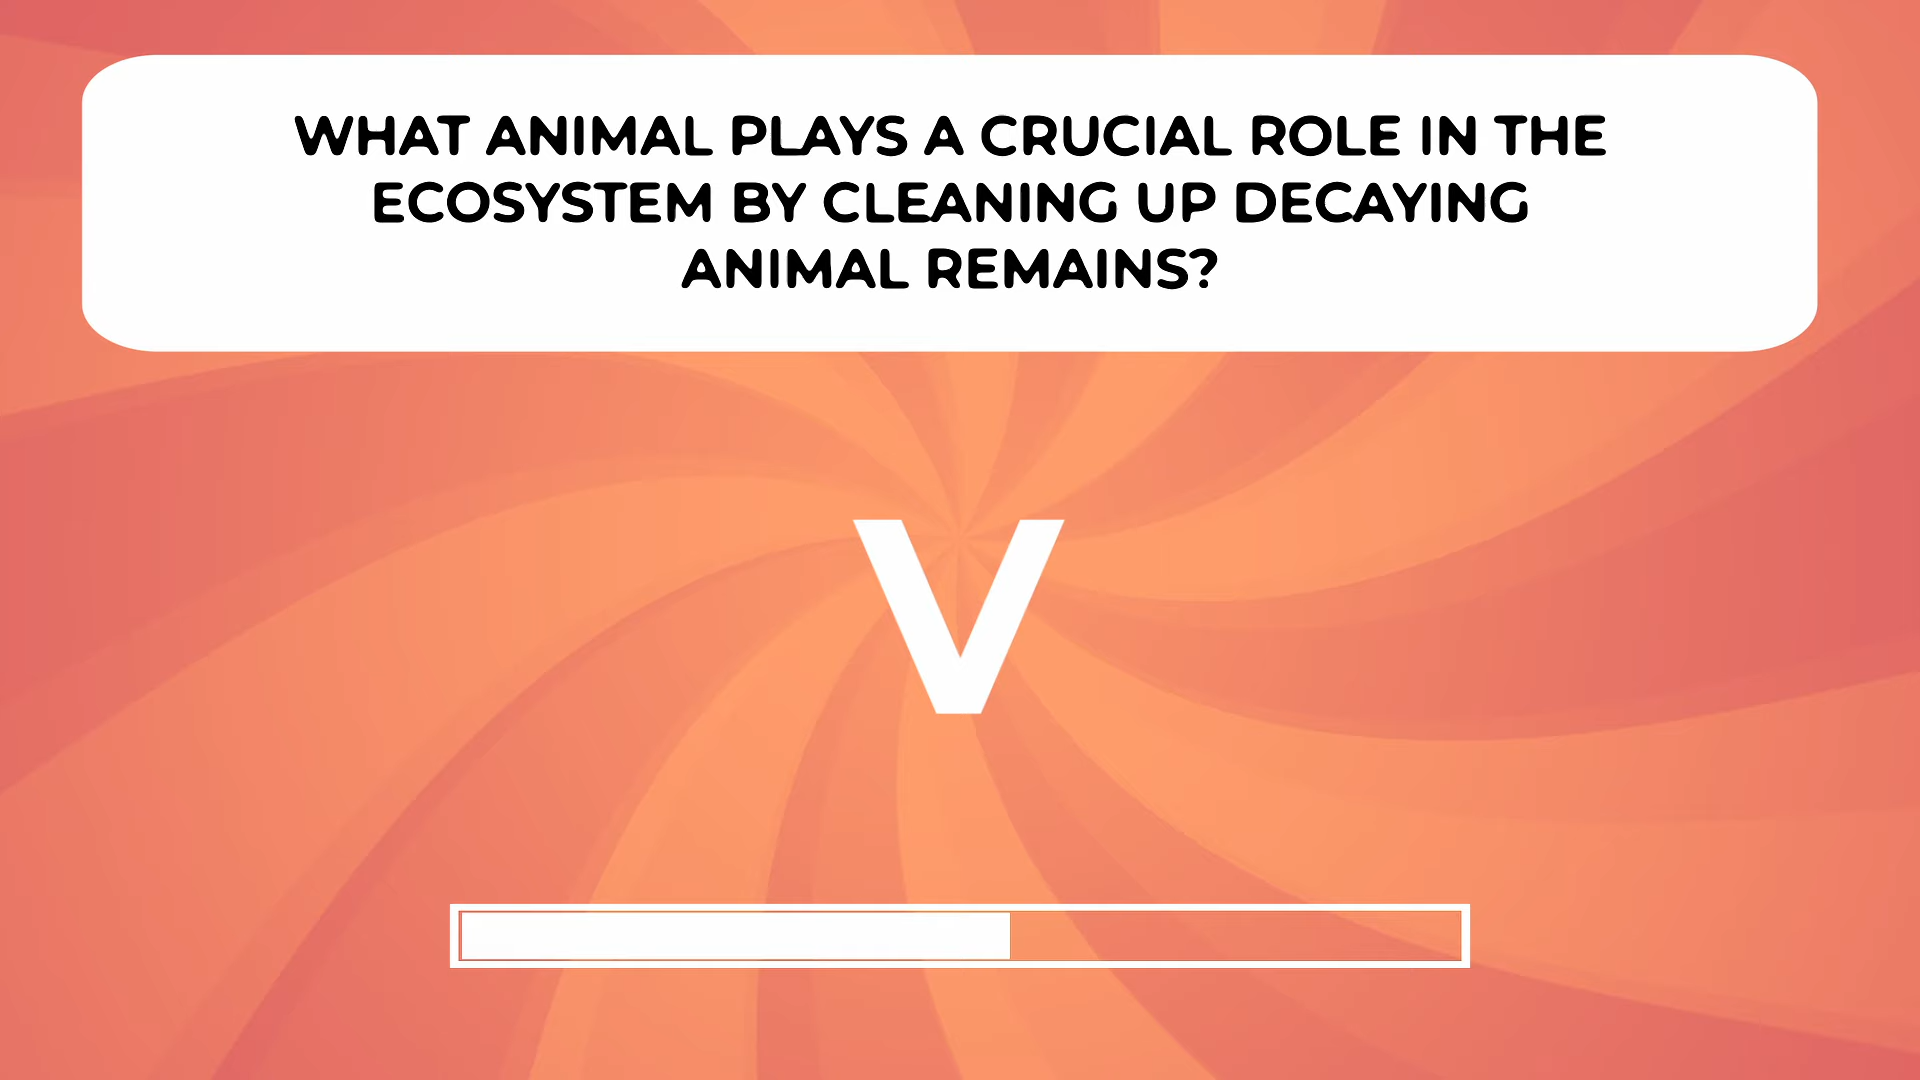 WHAT ANIMAL PLAYS A CRUCIAL ROLE IN THE
ECOSYSTEM BY CLEANING UP DECAYING
ANIMAL REMAINS?
V